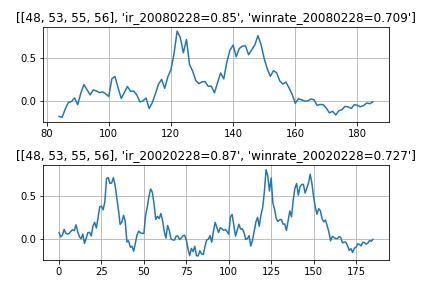 [[48, 53, 55, 56], 'ir_20080228=0.85', 'winrate_20080228=0.709']
0.5
0.0
80 100 120 140 160 180
[[48, 53, 55, 56], 'ir_20020228=0.87', 'winrate_20020228=0.727']
0.5
0.0
0 25 50 75 100 125 150 175